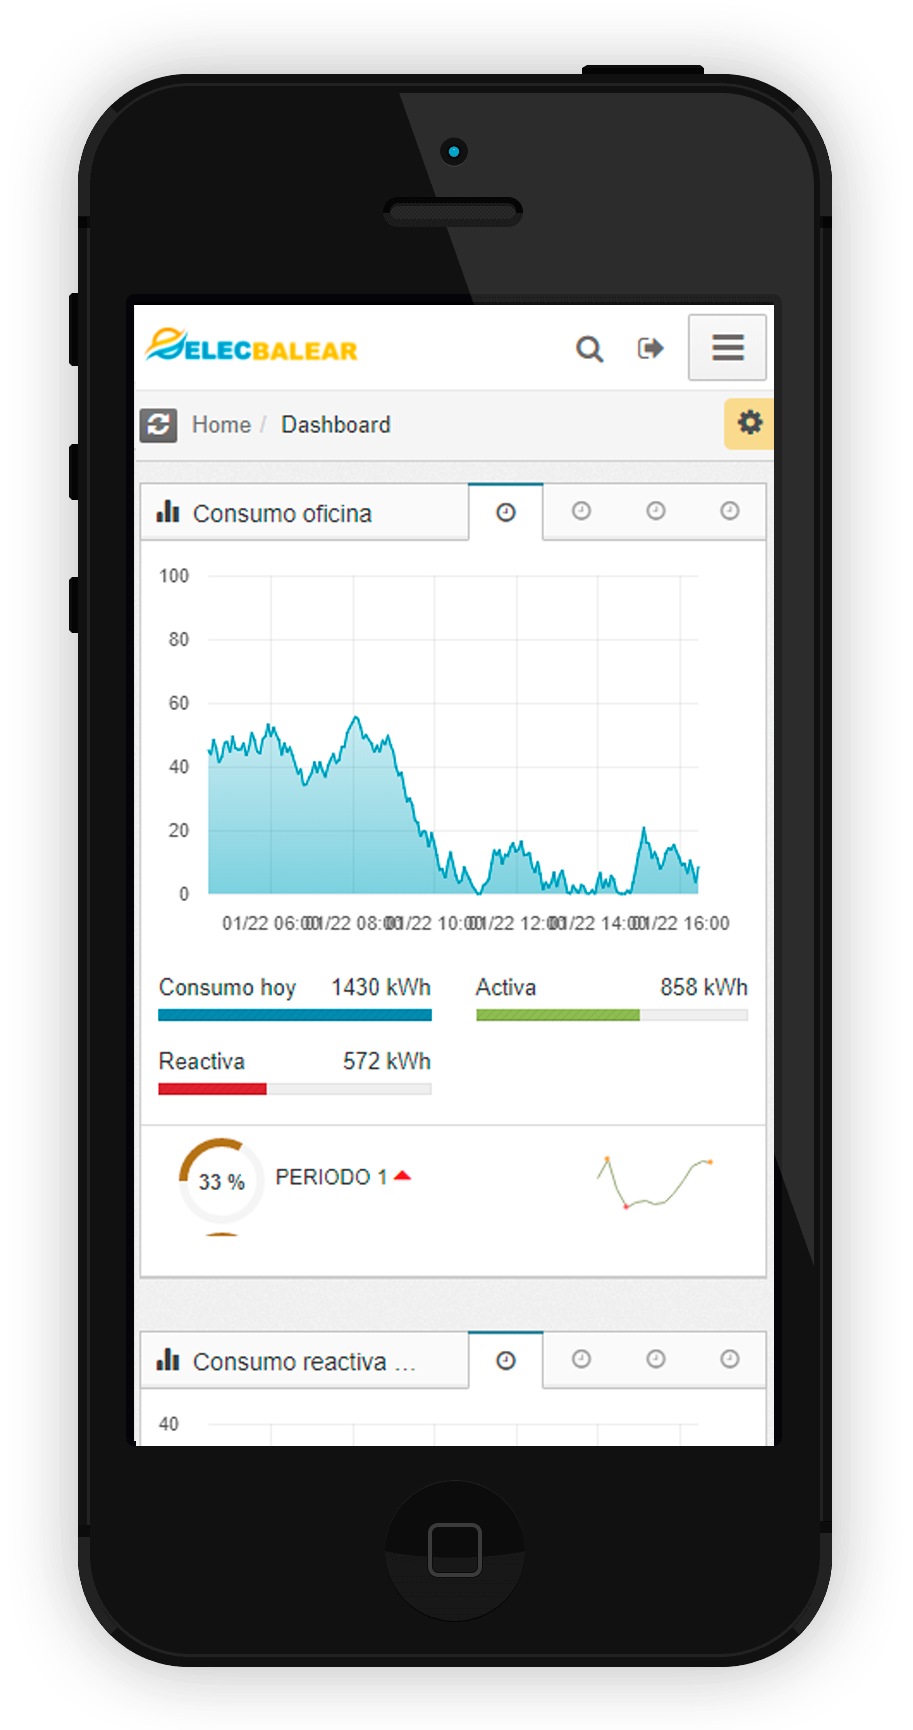 ELECBALEAR
Home / Dashboard
Consumo oficina
100
80
60
40
20
0
01/22 06:00 01/22 08:00 01/22 10:00 01/22 12:00 01/22 14:00 01/22 16:00
Consumo hoy 1430 kWh Activa 858 kWh
Reactiva 572 kWh
33 % PERIODO 1
Consumo reactiva ...
40